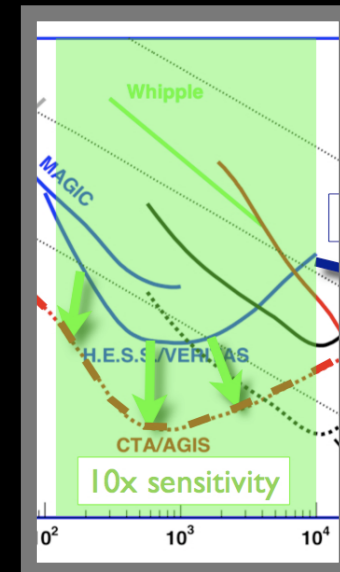 Whipple
MAGIC
H.E.S.S./VERITAS
CTA/AGIS
10x sensitivity
10² 10³ 10⁴